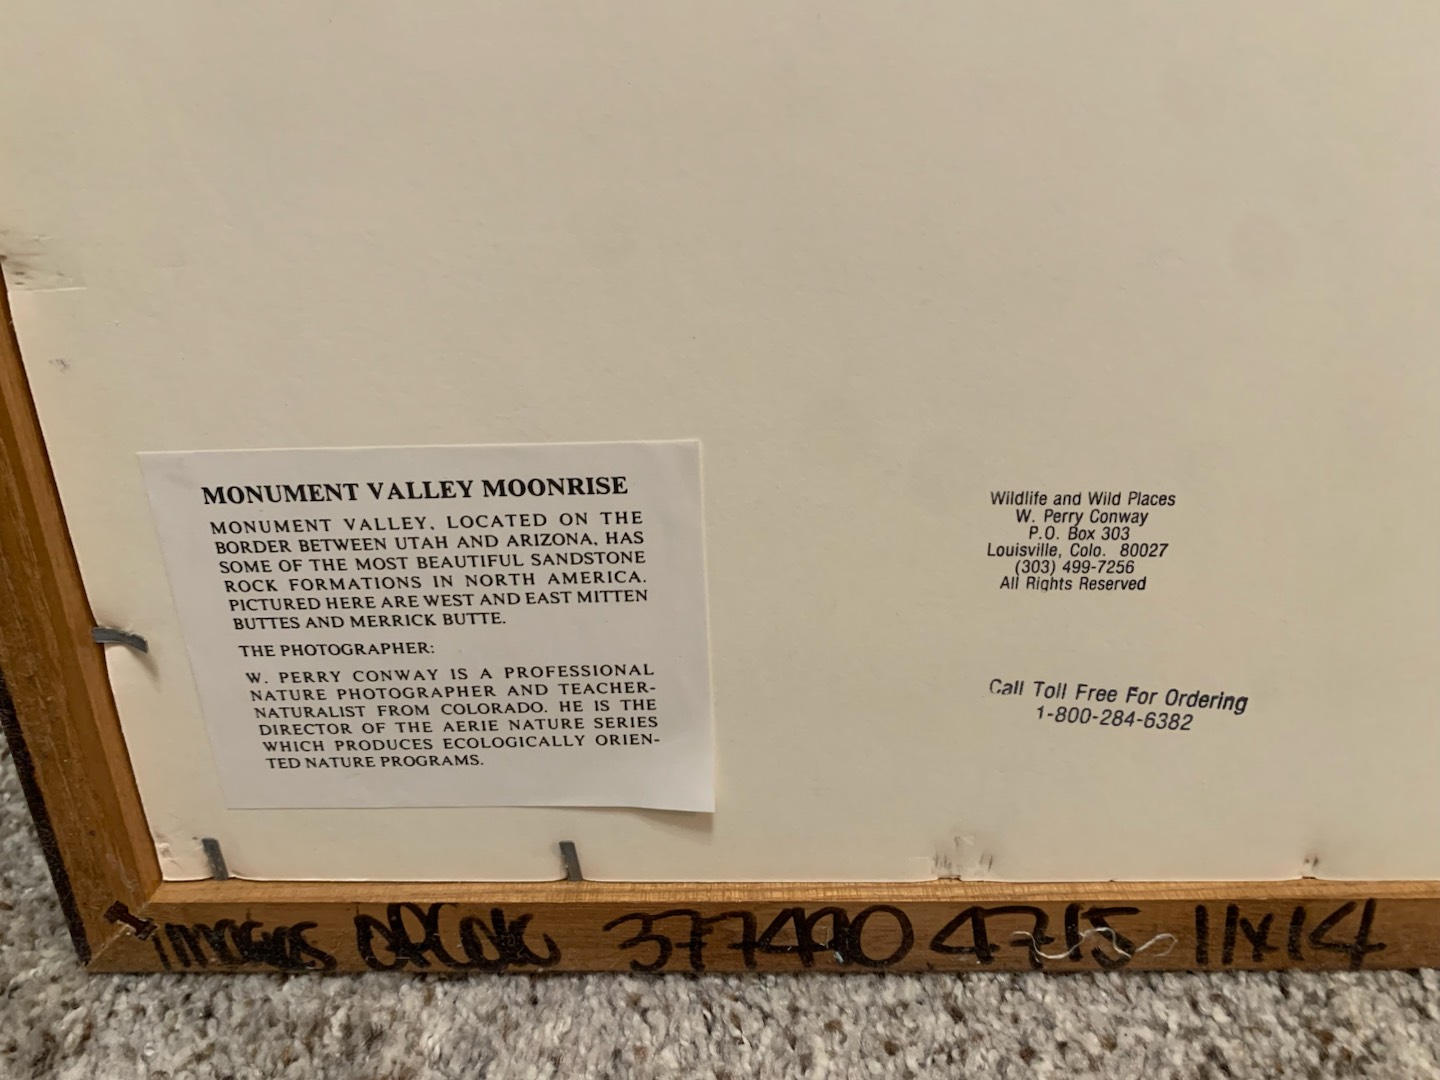 MONUMENT VALLEY MOONRISE
MONUMENT VALLEY, LOCATED ON THE
BORDER BETWEEN UTAH AND ARIZONA, HAS
SOME OF THE MOST BEAUTIFUL SANDSTONE
ROCK FORMATIONS IN NORTH AMERICA.
PICTURED HERE ARE WEST AND EAST MITTEN
BUTTES AND MERRICK BUTTE.
THE PHOTOGRAPHER:
W. PERRY CONWAY IS A PROFESSIONAL
NATURE PHOTOGRAPHER AND TEACHER-
NATURALIST FROM COLORADO. HE IS THE
DIRECTOR OF THE AERIE NATURE SERIES
WHICH PRODUCES ECOLOGICALLY ORIEN-
TED NATURE PROGRAMS.
Wildlife and Wild Places
W. Perry Conway
P.O. Box 303
Louisville, Colo. 80027
(303) 499-7256
All Rights Reserved
Call Toll Free For Ordering
1-800-284-6382
Images 377490 4715 11x14